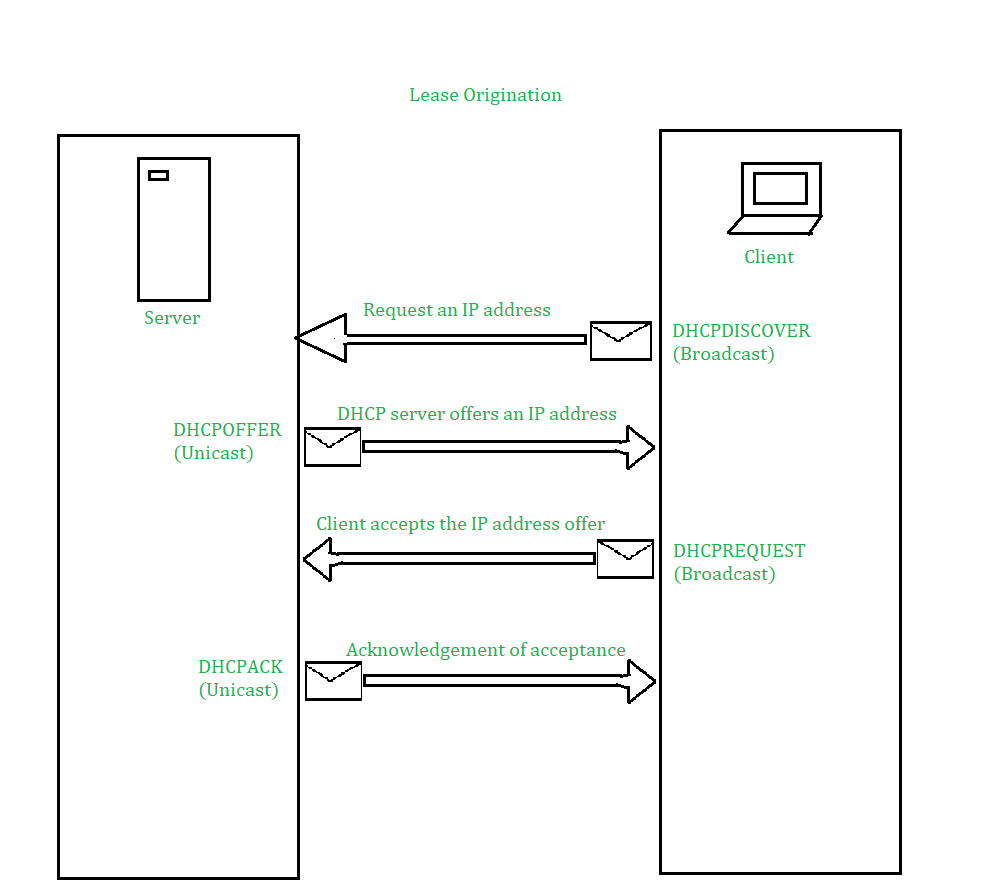 Lease Origination
Server
Client
Request an IP address
DHCPDISCOVER
(Broadcast)
DHCP server offers an IP address
DHCPOFFER
(Unicast)
Client accepts the IP address offer
DHCPREQUEST
(Broadcast)
Acknowledgement of acceptance
DHCPACK
(Unicast)